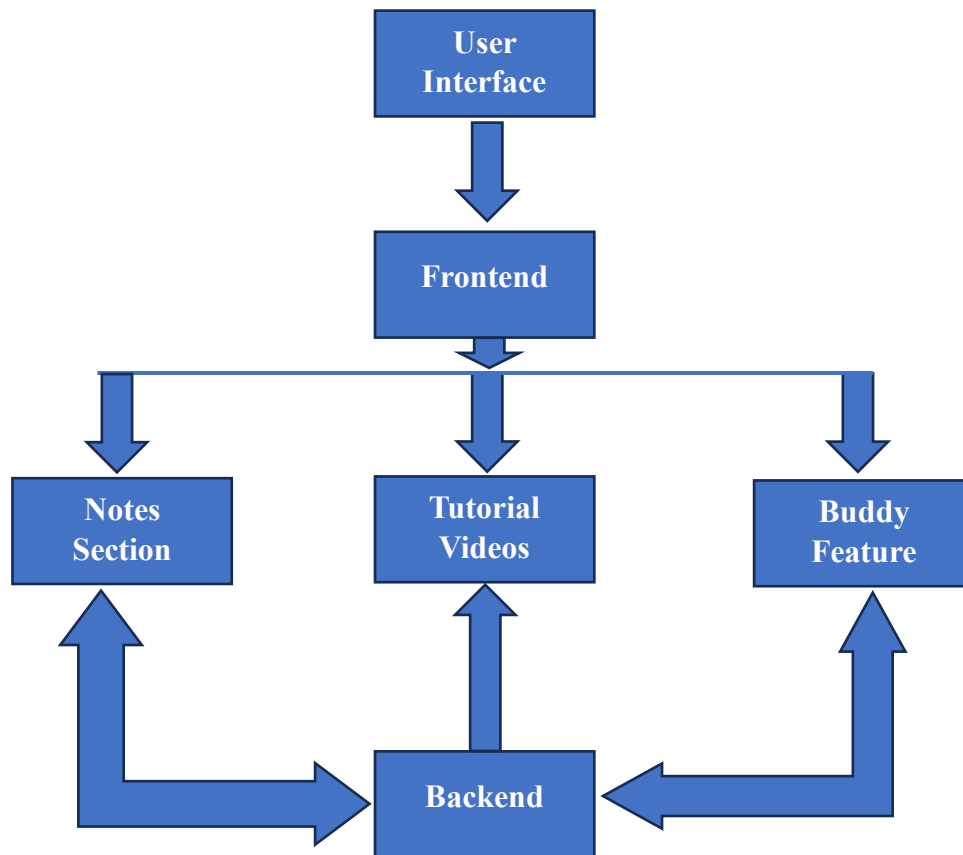 User
Interface
Frontend
Notes
Section
Tutorial
Videos
Buddy
Feature
Backend